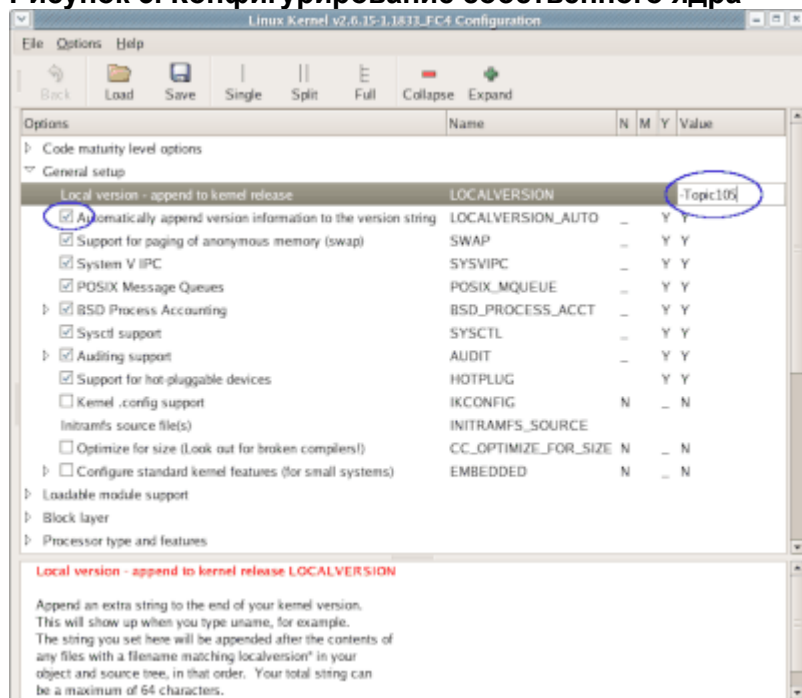 Рисунок 3. Конфигурирование собственного ядра
Linux Kernel v2.6.15-1.1833_FC4 Configuration
File Options Help
Back Load Save Single Split Full Collapse Expand
Options Name N M Y Value
Code maturity level options
General setup
Local version - append to kernel release LOCALVERSION -Topic105
Automatically append version information to the version string LOCALVERSION_AUTO _ Y Y
Support for paging of anonymous memory (swap) SWAP _ Y Y
System V IPC SYSVIPC _ Y Y
POSIX Message Queues POSIX_MQUEUE _ Y Y
BSD Process Accounting BSD_PROCESS_ACCT _ Y Y
Sysctl support SYSCTL _ Y Y
Auditing support AUDIT _ Y Y
Support for hot-pluggable devices HOTPLUG Y Y
Kernel .config support IKCONFIG N _ N
Initramfs source file(s) INITRAMFS_SOURCE
Optimize for size (Look out for broken compilers!) CC_OPTIMIZE_FOR_SIZE N _ N
Configure standard kernel features (for small systems) EMBEDDED N _ N
Loadable module support
Block layer
Processor type and features
Local version - append to kernel release LOCALVERSION
Append an extra string to the end of your kernel version.
This will show up when you type uname, for example.
The string you set here will be appended after the contents of
any files with a filename matching localversion* in your
object and source tree, in that order. Your total string can
be a maximum of 64 characters.